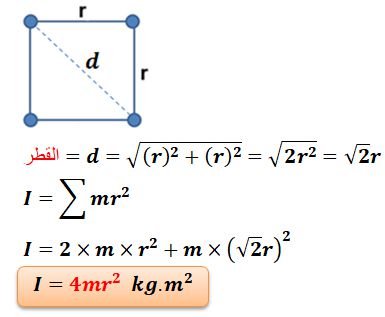 r
d
r
القطر = d = √((r)² + (r)²) = √(2r²) = √2r
I = ∑ mr²
I = 2 × m × r² + m × (√2r)²
I = 4mr² kg.m²